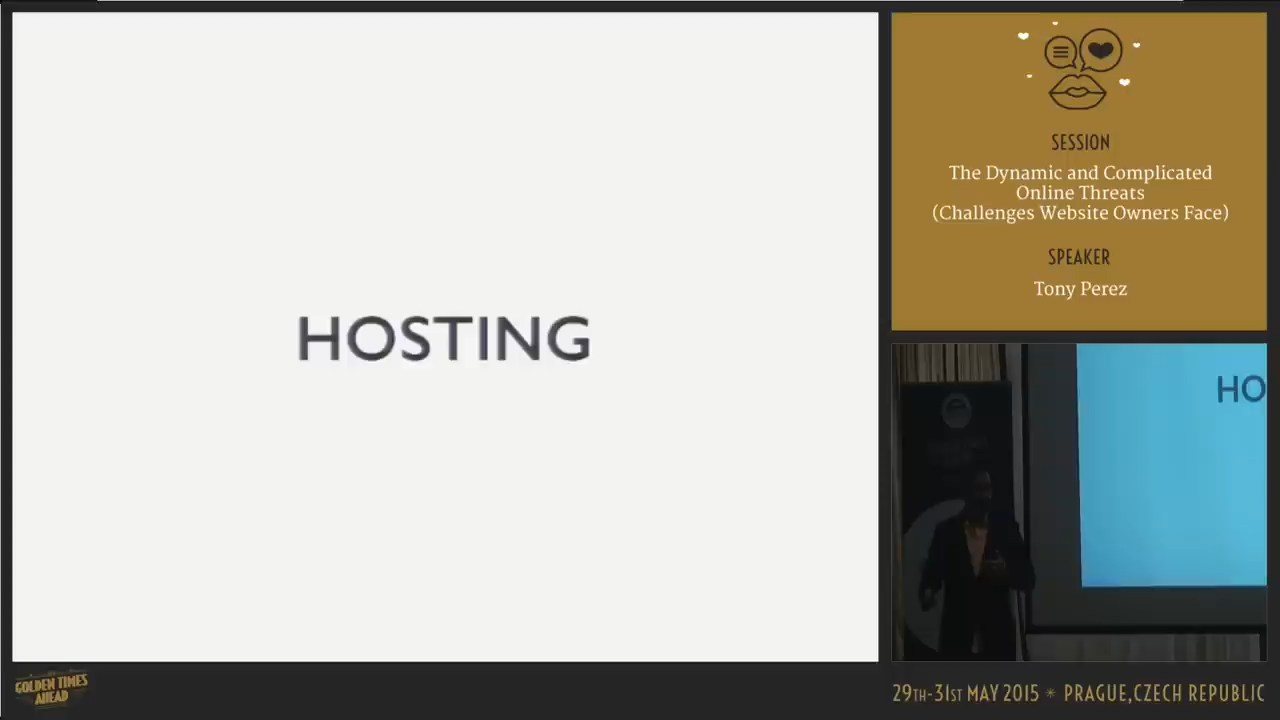 HOSTING
SESSION
The Dynamic and Complicated
Online Threats
(Challenges Website Owners Face)
SPEAKER
Tony Perez
HO
GOLDEN TIMES
AHEAD
29TH-31ST MAY 2015 * PRAGUE,CZECH REPUBLIC